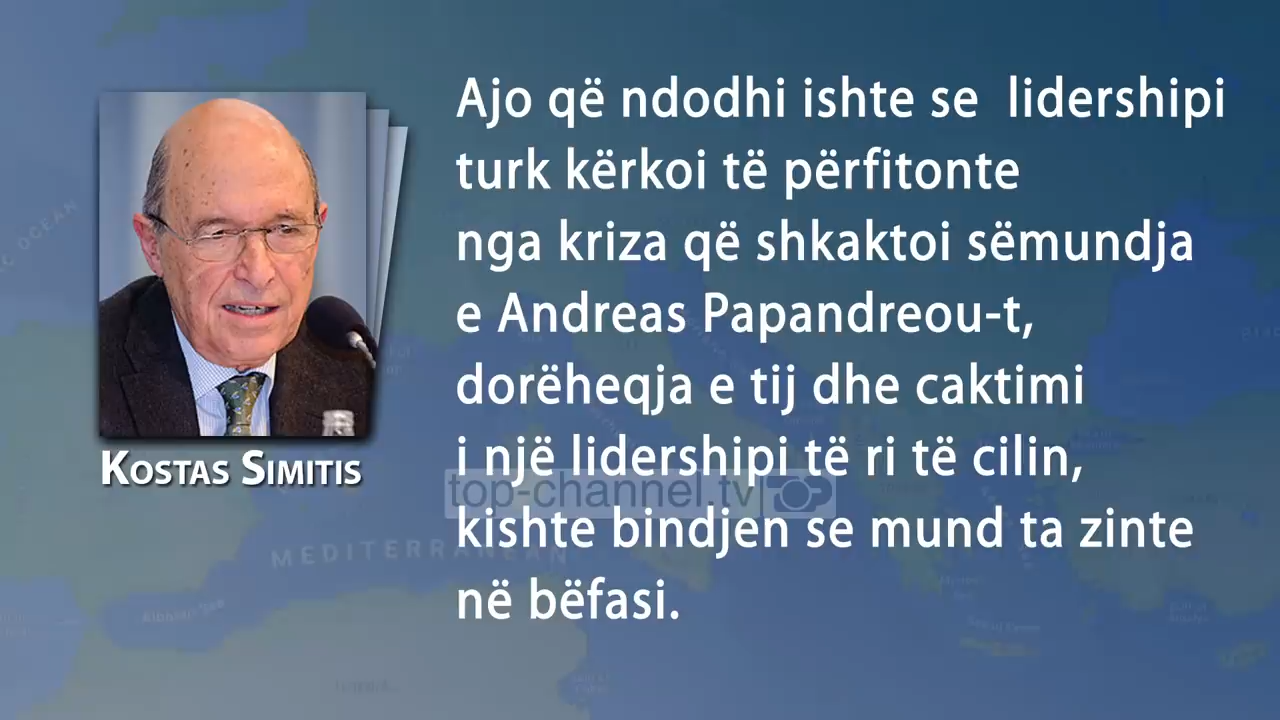 Ajo që ndodhi ishte se lidershipi
turk kërkoi të përfitonte
nga kriza që shkaktoi sëmundja
e Andreas Papandreou-t,
dorëheqja e tij dhe caktimi
i një lidershipi të ri të cilin,
kishte bindjen se mund ta zinte
në bëfasi.
KOSTAS SIMITIS
top-channel.tv
MEDITERRANEAN